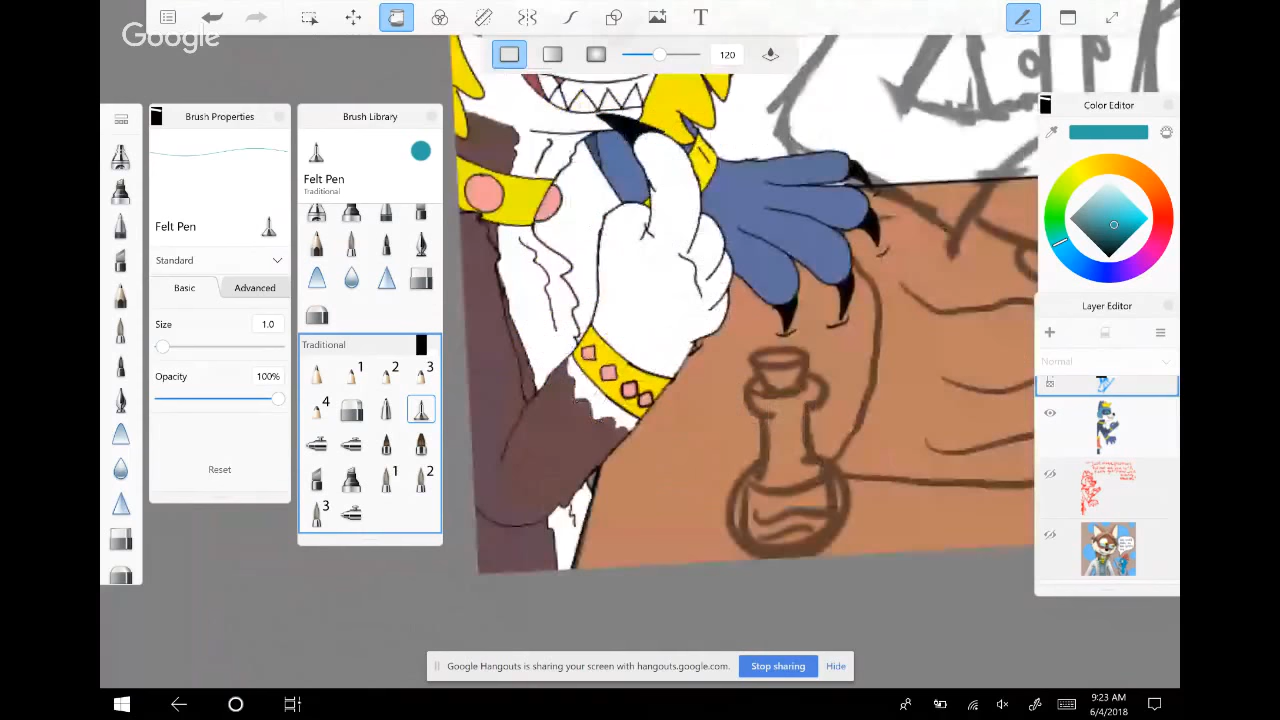 Google
T
120
Brush Properties
Brush Library
Color Editor
Felt Pen
Traditional
Felt Pen
Standard
Basic
Advanced
Size
1.0
Opacity
100%
Reset
Traditional
1
2
3
4
1
2
3
Layer Editor
Normal
Google Hangouts is sharing your screen with hangouts.google.com.
Stop sharing
Hide
9:23 AM
6/4/2018